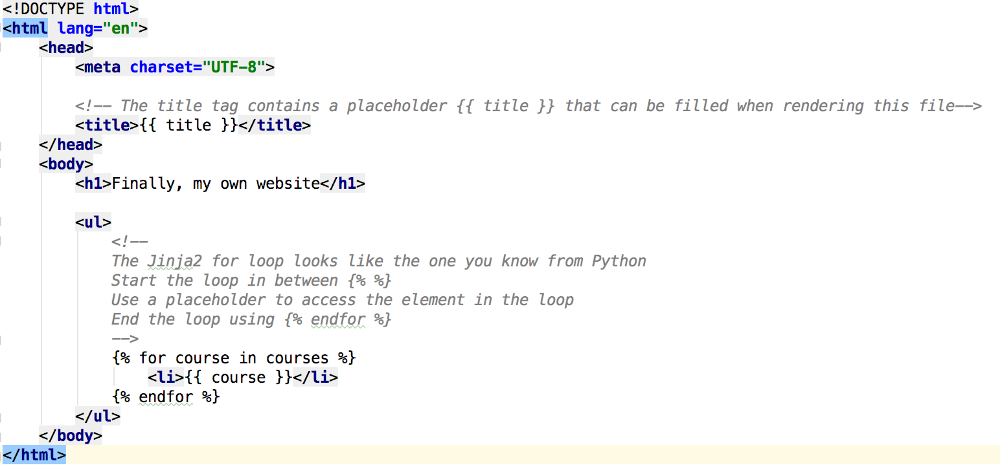 <!DOCTYPE html>
<html lang="en">
<head>
<meta charset="UTF-8">
<!-- The title tag contains a placeholder {{ title }} that can be filled when rendering this file-->
<title>{{ title }}</title>
</head>
<body>
<h1>Finally, my own website</h1>
<ul>
<!--
The Jinja2 for loop looks like the one you know from Python
Start the loop in between {% %}
Use a placeholder to access the element in the loop
End the loop using {% endfor %}
-->
{% for course in courses %}
<li>{{ course }}</li>
{% endfor %}
</ul>
</body>
</html>